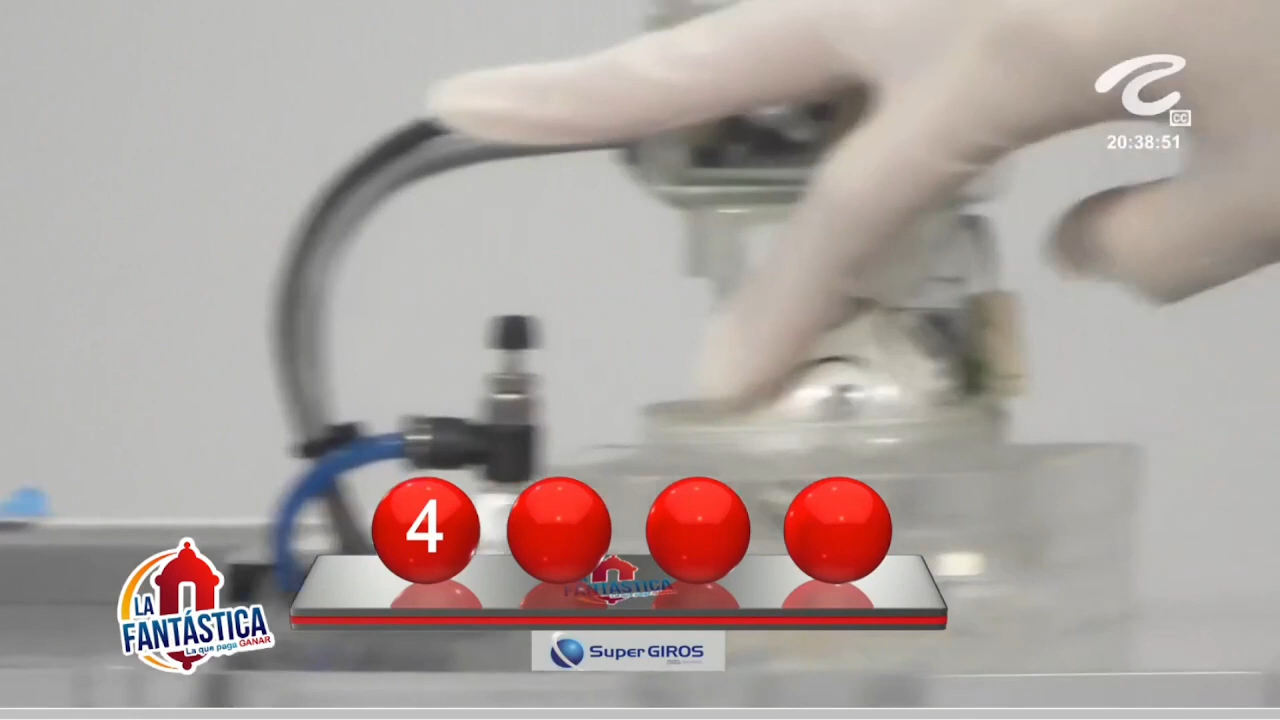 CC
20:38:51
4
FANTÁSTICA
LA
FANTÁSTICA
La que paga GANAR
SuperGIROS